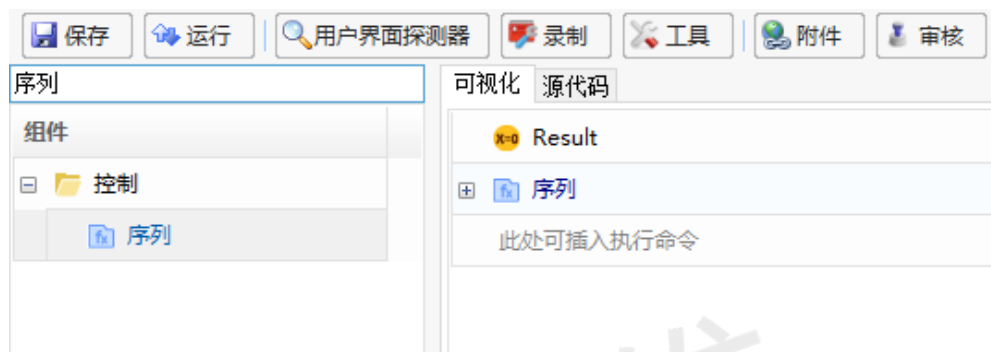 保存 运行 用户界面探测器 录制 工具 附件 审核
序列
可视化 源代码
组件
Result
控制
序列
序列
此处可插入执行命令